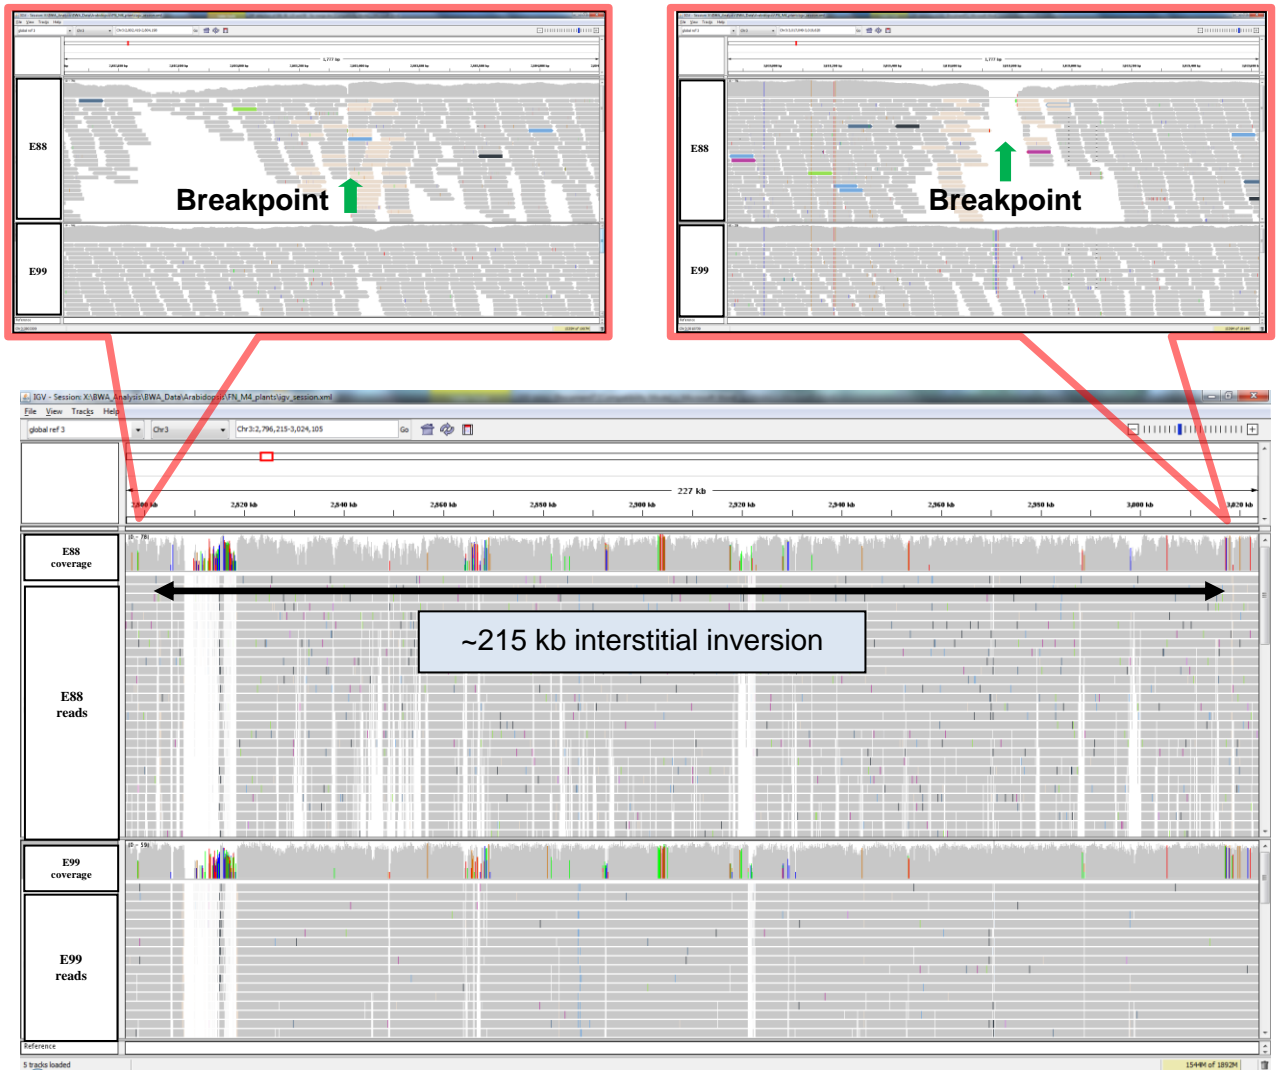 E88
Breakpoint
E99
E88
Breakpoint
E99
IGV - Session: X:\BWA_Analysis\BWA_Data\Arabidopsis\FN_M4_plants\igv_session.xml
File View Tracks Help
global ref 3 Chr3 Chr3:2,796,215-3,024,105 Go
227 kb
2,800 kb 2,820 kb 2,840 kb 2,860 kb 2,880 kb 2,900 kb 2,920 kb 2,940 kb 2,960 kb 2,980 kb 3,000 kb 3,020 kb
E88
coverage
[0 - 78]
~215 kb interstitial inversion
E88
reads
E99
coverage
[0 - 59]
E99
reads
Reference
5 tracks loaded
1544M of 1892M